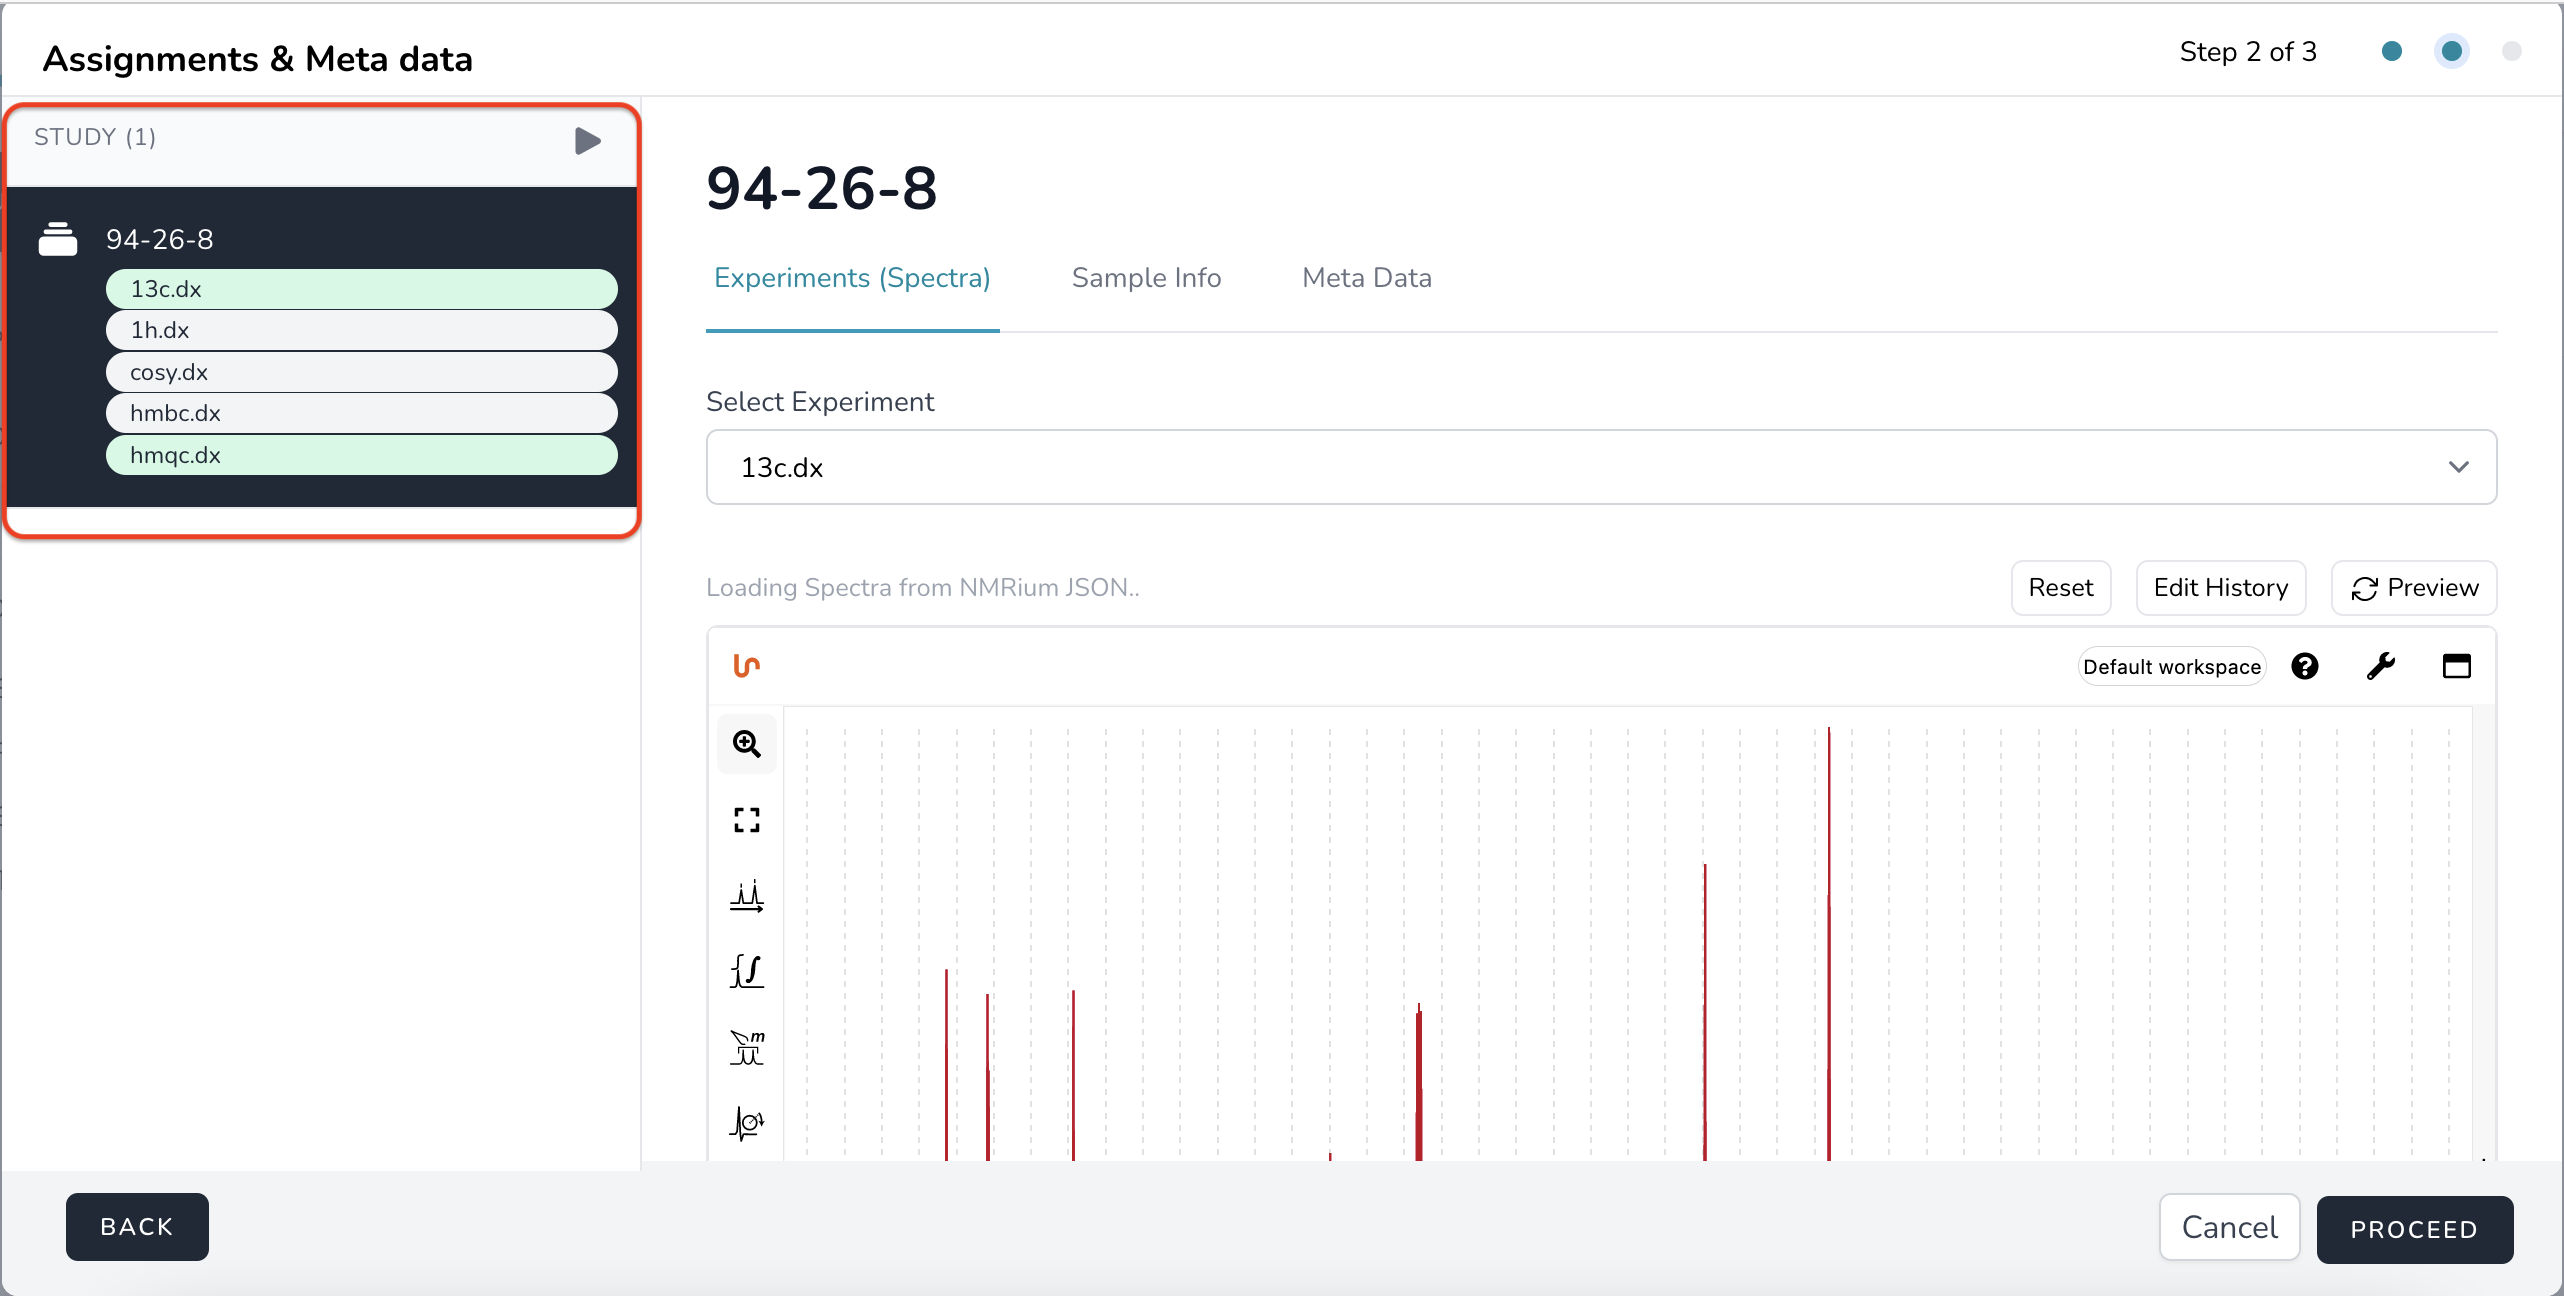 Assignments & Meta data
Step 2 of 3
STUDY (1)
94-26-8
13c.dx
1h.dx
cosy.dx
hmbc.dx
hmqc.dx
94-26-8
Experiments (Spectra)
Sample Info
Meta Data
Select Experiment
13c.dx
Loading Spectra from NMRium JSON..
Reset
Edit History
Preview
Default workspace
BACK
Cancel
PROCEED